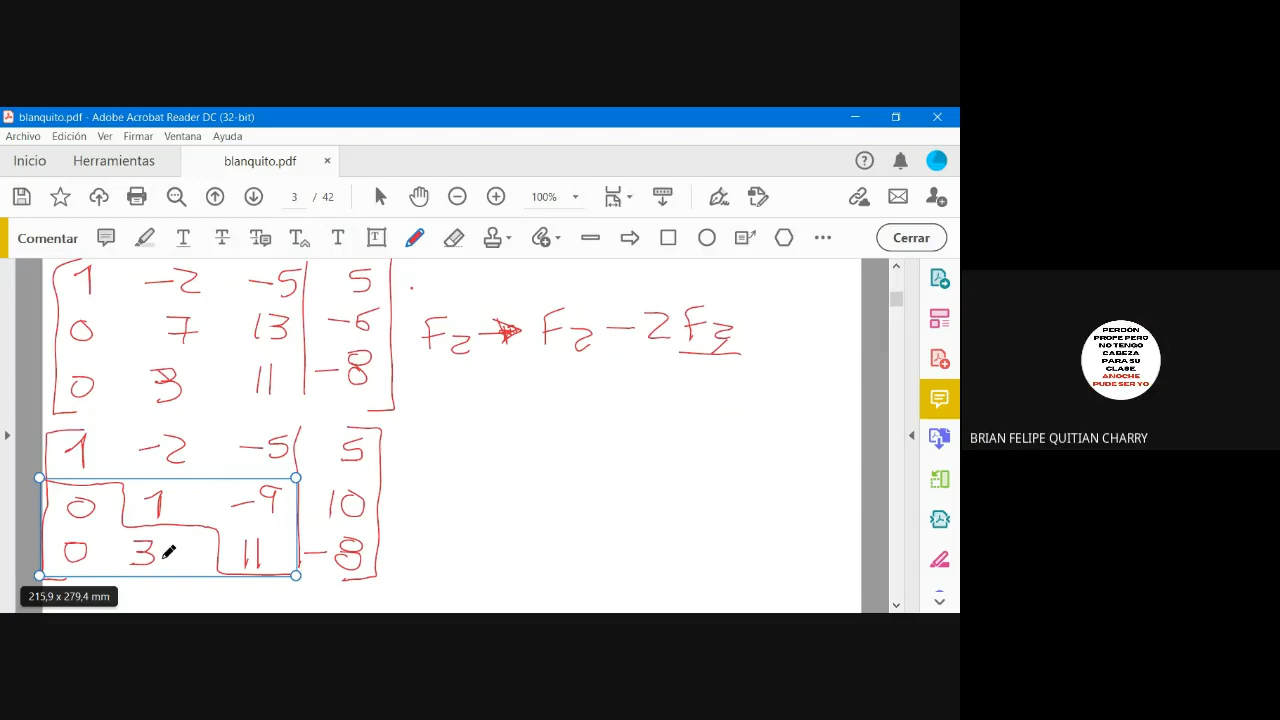 blanquito.pdf - Adobe Acrobat Reader DC (32-bit)
Archivo Edición Ver Firmar Ventana Ayuda
Inicio Herramientas blanquito.pdf ×
3 / 42 100%
Comentar Cerrar
1 -2 -5 5
0 7 13 -6
0 3 11 -8
F2 → F2 - 2 F3
1 -2 -5 5
0 1 -9 10
0 3 11 -8
215,9 x 279,4 mm
PERDÓN
PROFE PERO
NO TENGO
CABEZA
PARA SU
CLASE.
ANOCHE
PUDE SER YO
BRIAN FELIPE QUITIAN CHARRY